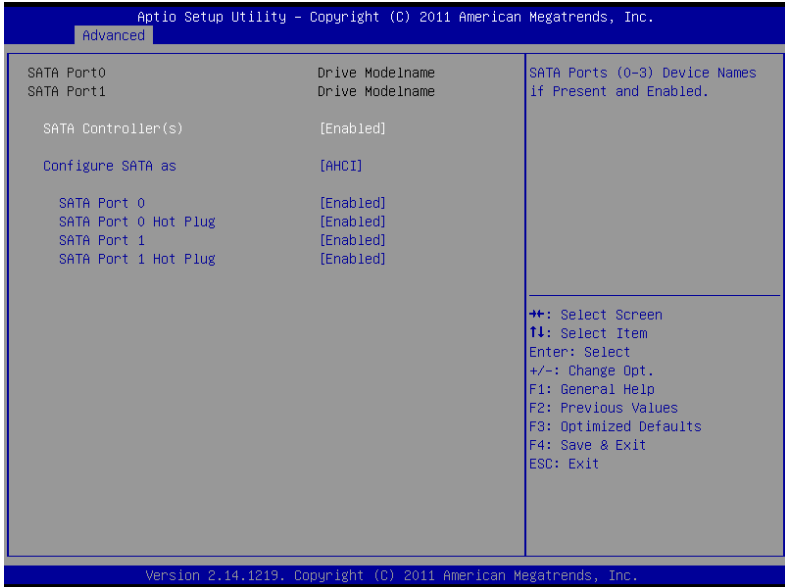 Aptio Setup Utility – Copyright (C) 2011 American Megatrends, Inc.
Advanced
SATA Port0 Drive Modelname
SATA Port1 Drive Modelname
SATA Controller(s) [Enabled]
Configure SATA as [AHCI]
SATA Port 0 [Enabled]
SATA Port 0 Hot Plug [Enabled]
SATA Port 1 [Enabled]
SATA Port 1 Hot Plug [Enabled]
SATA Ports (0-3) Device Names
if Present and Enabled.
→←: Select Screen
↑↓: Select Item
Enter: Select
+/-: Change Opt.
F1: General Help
F2: Previous Values
F3: Optimized Defaults
F4: Save & Exit
ESC: Exit
Version 2.14.1219. Copyright (C) 2011 American Megatrends, Inc.